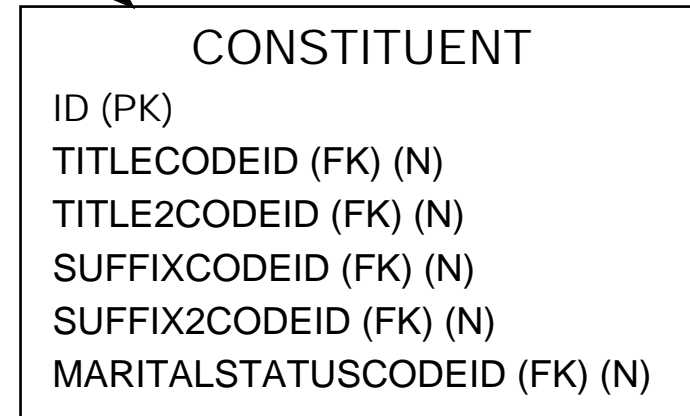 CONSTITUENT
ID (PK)
TITLECODEID (FK) (N)
TITLE2CODEID (FK) (N)
SUFFIXCODEID (FK) (N)
SUFFIX2CODEID (FK) (N)
MARITALSTATUSCODEID (FK) (N)